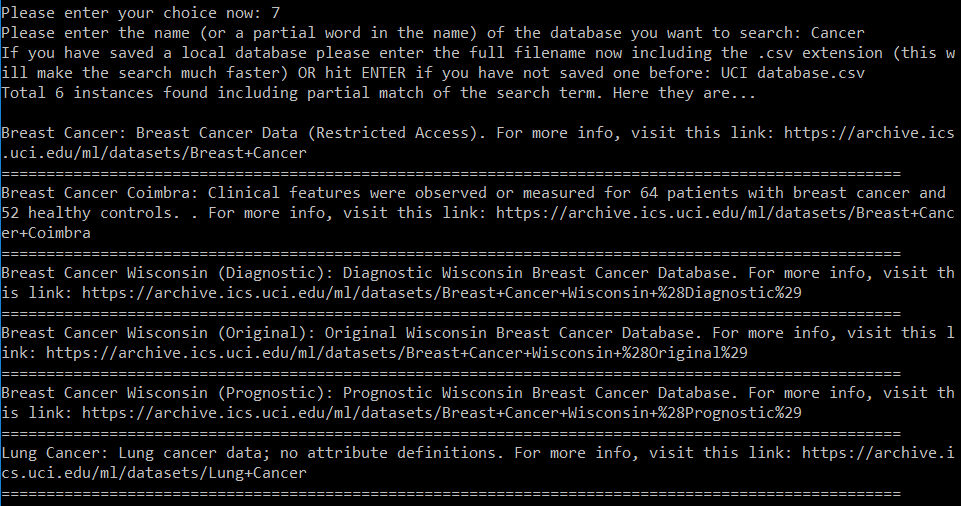 Please enter your choice now: 7
Please enter the name (or a partial word in the name) of the database you want to search: Cancer
If you have saved a local database please enter the full filename now including the .csv extension (this w
ill make the search much faster) OR hit ENTER if you have not saved one before: UCI database.csv
Total 6 instances found including partial match of the search term. Here they are...
Breast Cancer: Breast Cancer Data (Restricted Access). For more info, visit this link: https://archive.ics
.uci.edu/ml/datasets/Breast+Cancer
====================================================================================================
Breast Cancer Coimbra: Clinical features were observed or measured for 64 patients with breast cancer and
52 healthy controls. . For more info, visit this link: https://archive.ics.uci.edu/ml/datasets/Breast+Canc
er+Coimbra
====================================================================================================
Breast Cancer Wisconsin (Diagnostic): Diagnostic Wisconsin Breast Cancer Database. For more info, visit th
is link: https://archive.ics.uci.edu/ml/datasets/Breast+Cancer+Wisconsin+%28Diagnostic%29
====================================================================================================
Breast Cancer Wisconsin (Original): Original Wisconsin Breast Cancer Database. For more info, visit this l
ink: https://archive.ics.uci.edu/ml/datasets/Breast+Cancer+Wisconsin+%28Original%29
====================================================================================================
Breast Cancer Wisconsin (Prognostic): Prognostic Wisconsin Breast Cancer Database. For more info, visit th
is link: https://archive.ics.uci.edu/ml/datasets/Breast+Cancer+Wisconsin+%28Prognostic%29
====================================================================================================
Lung Cancer: Lung cancer data; no attribute definitions. For more info, visit this link: https://archive.i
cs.uci.edu/ml/datasets/Lung+Cancer
====================================================================================================